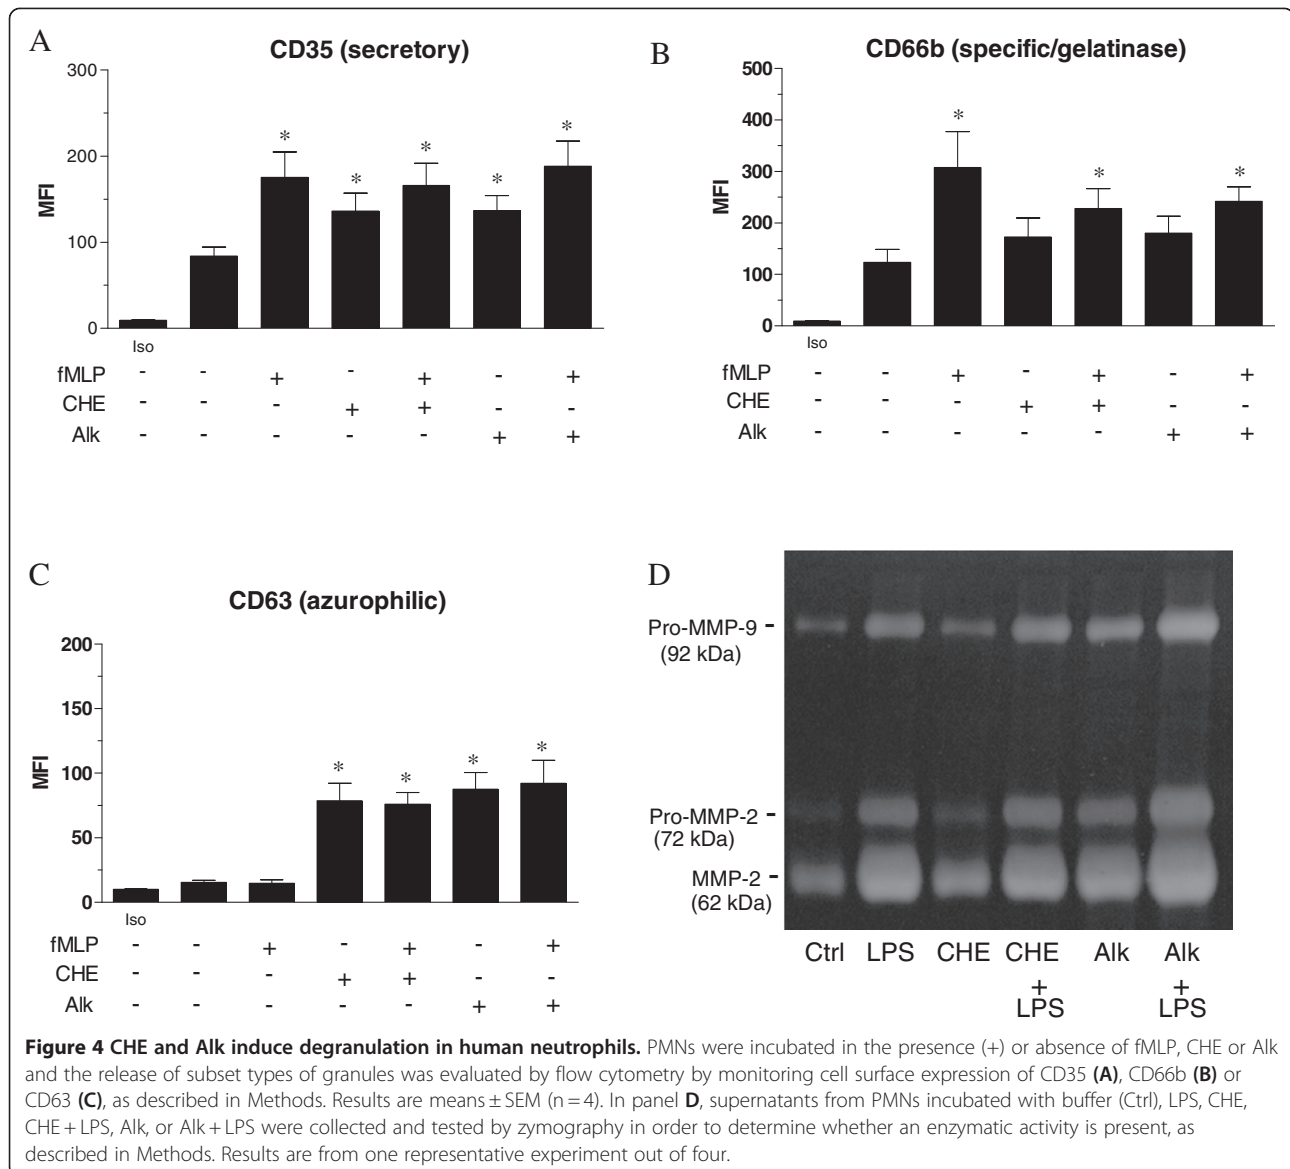 A
CD35 (secretory)
300
200
100
0
MFI
*
*
*
*
*
Iso
fMLP - - + - + - +
CHE - - - + + - -
Alk - - - - - + +
B
CD66b (specific/gelatinase)
500
400
300
200
100
0
MFI
*
*
*
Iso
fMLP - - + - + - +
CHE - - - + + - -
Alk - - - - - + +
C
CD63 (azurophilic)
200
150
100
50
0
MFI
*
*
*
*
Iso
fMLP - - + - + - +
CHE - - - + + - -
Alk - - - - - + +
D
Pro-MMP-9 -
(92 kDa)
Pro-MMP-2 -
(72 kDa)
MMP-2 -
(62 kDa)
Ctrl LPS CHE CHE Alk Alk
+ +
LPS LPS
Figure 4 CHE and Alk induce degranulation in human neutrophils. PMNs were incubated in the presence (+) or absence of fMLP, CHE or Alk
and the release of subset types of granules was evaluated by flow cytometry by monitoring cell surface expression of CD35 (A), CD66b (B) or
CD63 (C), as described in Methods. Results are means ± SEM (n = 4). In panel D, supernatants from PMNs incubated with buffer (Ctrl), LPS, CHE,
CHE + LPS, Alk, or Alk + LPS were collected and tested by zymography in order to determine whether an enzymatic activity is present, as
described in Methods. Results are from one representative experiment out of four.